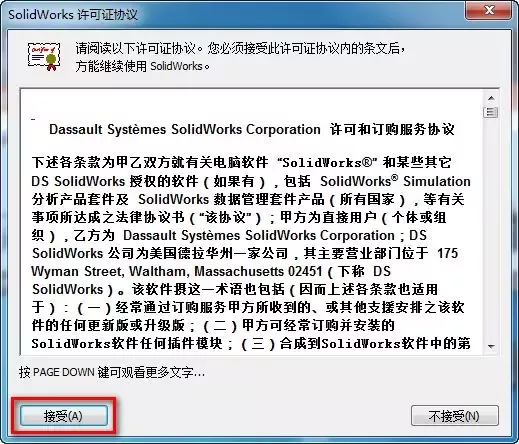 SolidWorks 许可证协议
请阅读以下许可证协议。您必须接受此许可证协议内的条文后，
方能继续使用 SolidWorks。
Dassault Systèmes SolidWorks Corporation 许可和订购服务协议
下述各条款为甲乙双方就有关电脑软件 “SolidWorks®” 和某些其它
DS SolidWorks 授权的软件（如果有），包括 SolidWorks® Simulation
分析产品套件及 SolidWorks 数据管理套件产品（所有国家），等有关
事项所达成之法律协议书（“该协议”）；甲方为直接用户（个体或组
织），乙方为 Dassault Systèmes SolidWorks Corporation；DS
SolidWorks 公司为美国德拉华州一家公司，其主要营业部门位于 175
Wyman Street, Waltham, Massachusetts 02451（下称 DS
SolidWorks）。该软件摂这一术语也包括（因而上述各条款也适用
于）：（一）经常通过订购服务甲方所收到的、或其他支援安排之该软
件的任何更新版或升级版；（二）甲方可经常订购并安装的
SolidWorks软件任何插件模块；（三）合成到SolidWorks软件中的第
按 PAGE DOWN 键可观看更多文字...
接受(A)
不接受(N)